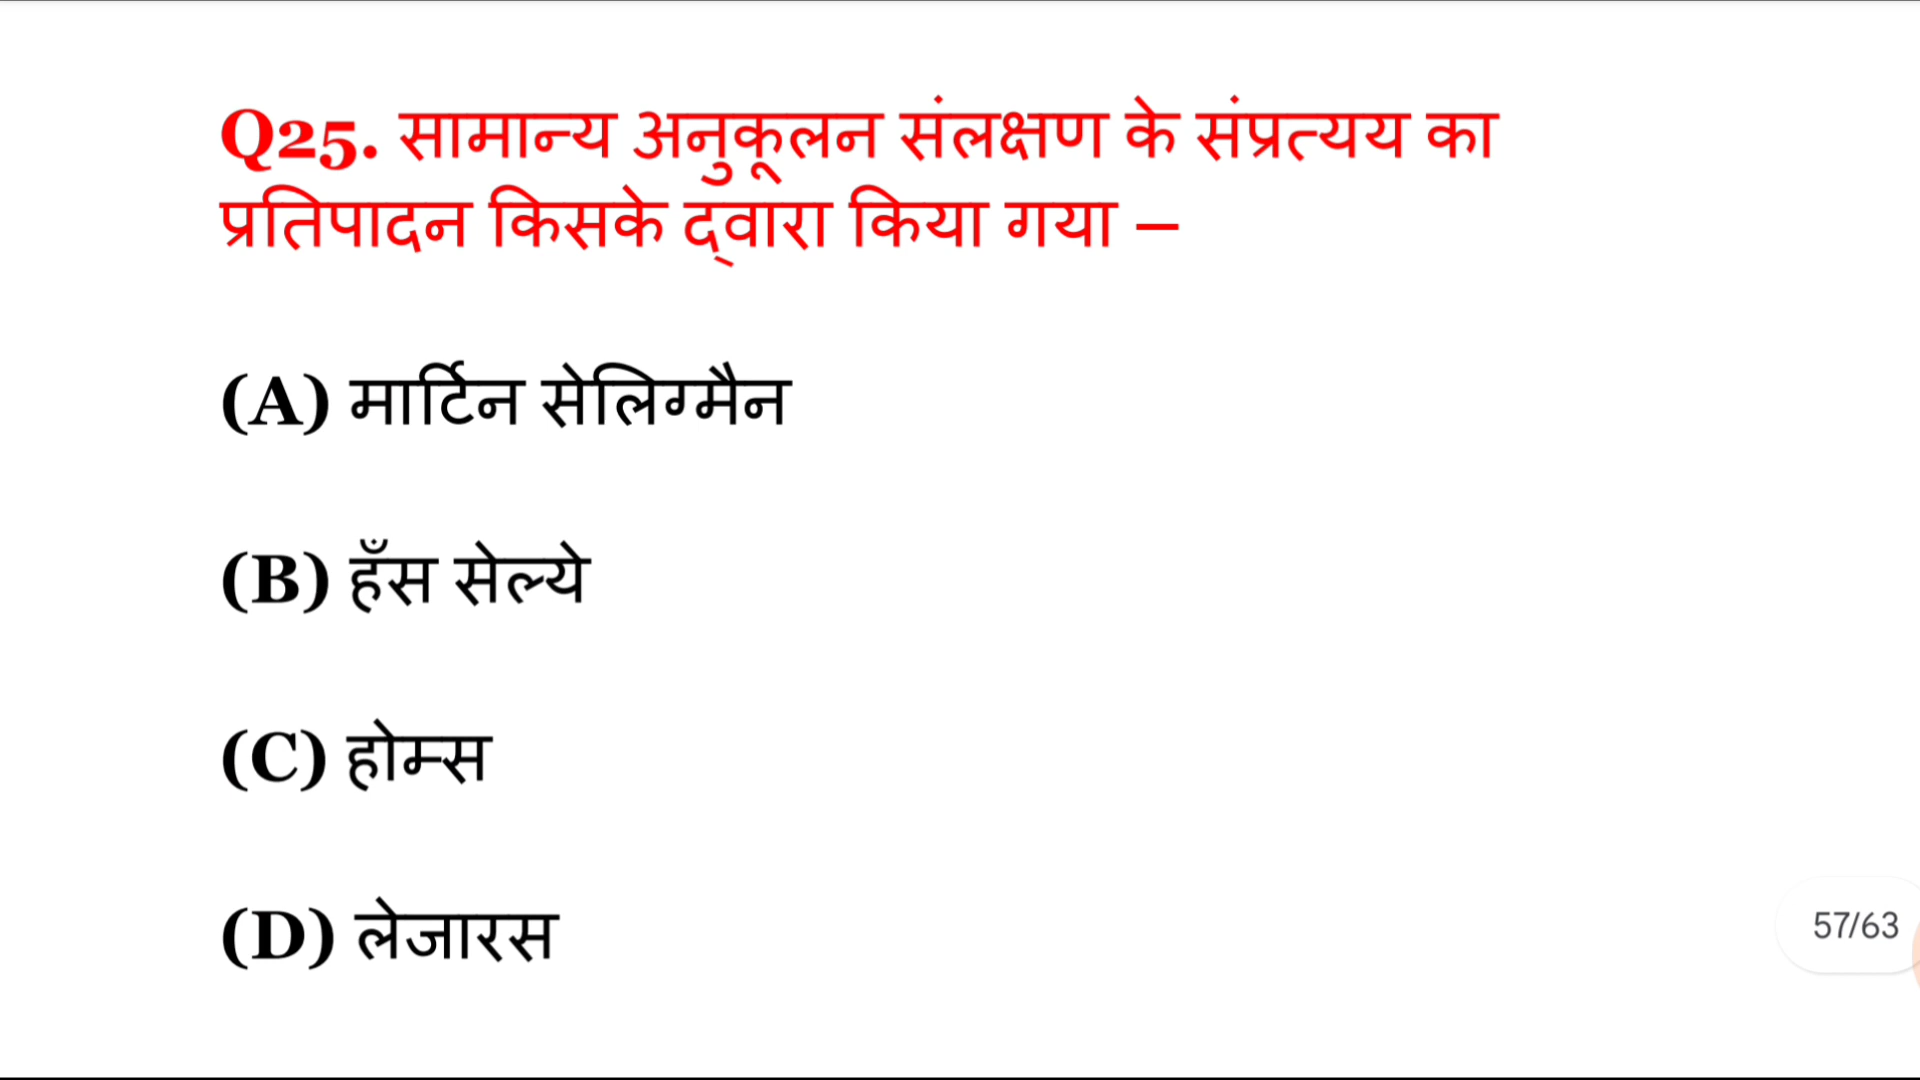 Q25. सामान्य अनुकूलन संलक्षण के संप्रत्यय का
प्रतिपादन किसके द्‌वारा किया गया –
(A) मार्टिन सेलिग्मैन
(B) हँस सेल्ये
(C) होम्स
(D) लेजारस
57/63